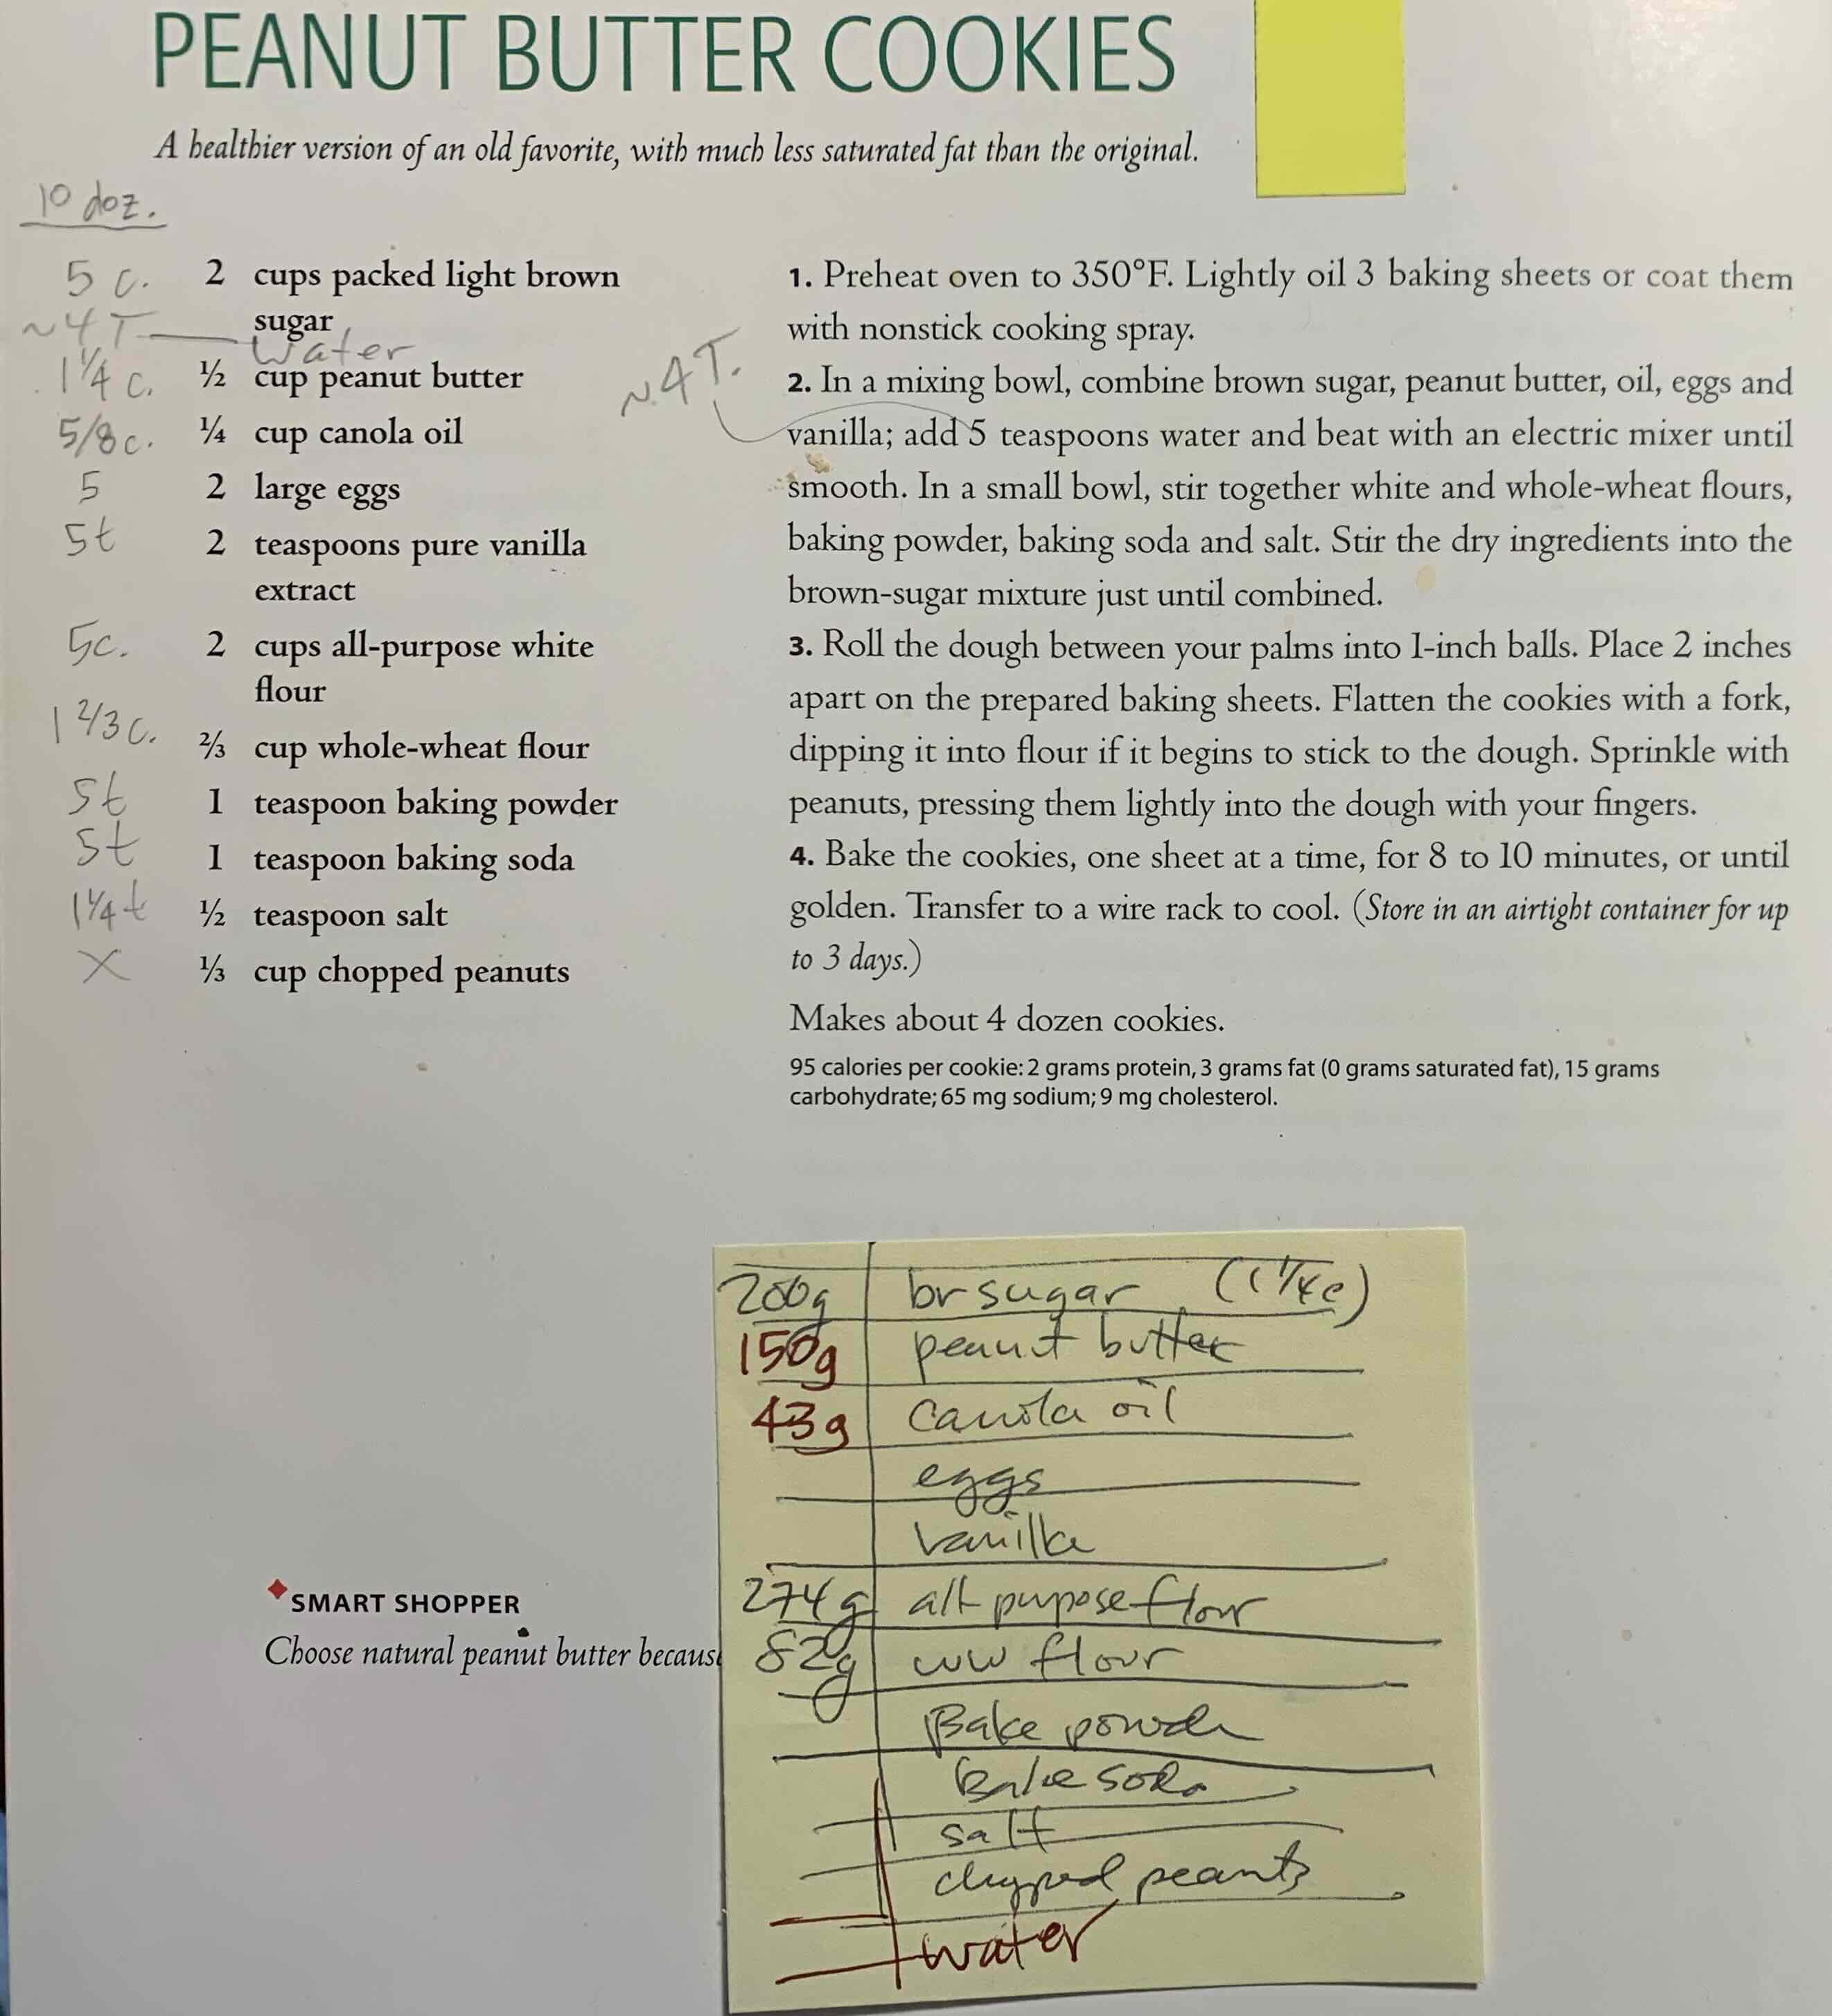 PEANUT BUTTER COOKIES
A healthier version of an old favorite, with much less saturated fat than the original.
10 doz.
5 c. 2 cups packed light brown
sugar
~4 T water
1 1/4 c. ½ cup peanut butter
5/8 c. ¼ cup canola oil
5 2 large eggs
5t 2 teaspoons pure vanilla
extract
5c. 2 cups all-purpose white
flour
1 2/3 c. ⅔ cup whole-wheat flour
5t 1 teaspoon baking powder
5t 1 teaspoon baking soda
1¼ t ½ teaspoon salt
X ⅓ cup chopped peanuts
~4T.
1. Preheat oven to 350°F. Lightly oil 3 baking sheets or coat them
with nonstick cooking spray.
2. In a mixing bowl, combine brown sugar, peanut butter, oil, eggs and
vanilla; add 5 teaspoons water and beat with an electric mixer until
smooth. In a small bowl, stir together white and whole-wheat flours,
baking powder, baking soda and salt. Stir the dry ingredients into the
brown-sugar mixture just until combined.
3. Roll the dough between your palms into 1-inch balls. Place 2 inches
apart on the prepared baking sheets. Flatten the cookies with a fork,
dipping it into flour if it begins to stick to the dough. Sprinkle with
peanuts, pressing them lightly into the dough with your fingers.
4. Bake the cookies, one sheet at a time, for 8 to 10 minutes, or until
golden. Transfer to a wire rack to cool. (Store in an airtight container for up
to 3 days.)
Makes about 4 dozen cookies.
95 calories per cookie: 2 grams protein, 3 grams fat (0 grams saturated fat), 15 grams
carbohydrate; 65 mg sodium; 9 mg cholesterol.
SMART SHOPPER
Choose natural peanut butter becaus
200g br sugar (1 1/4c)
150g peanut butter
43g canola oil
eggs
vanilla
274g all purpose flour
82g ww flour
Bake powde
Bake soda
salt
chopped peants
water